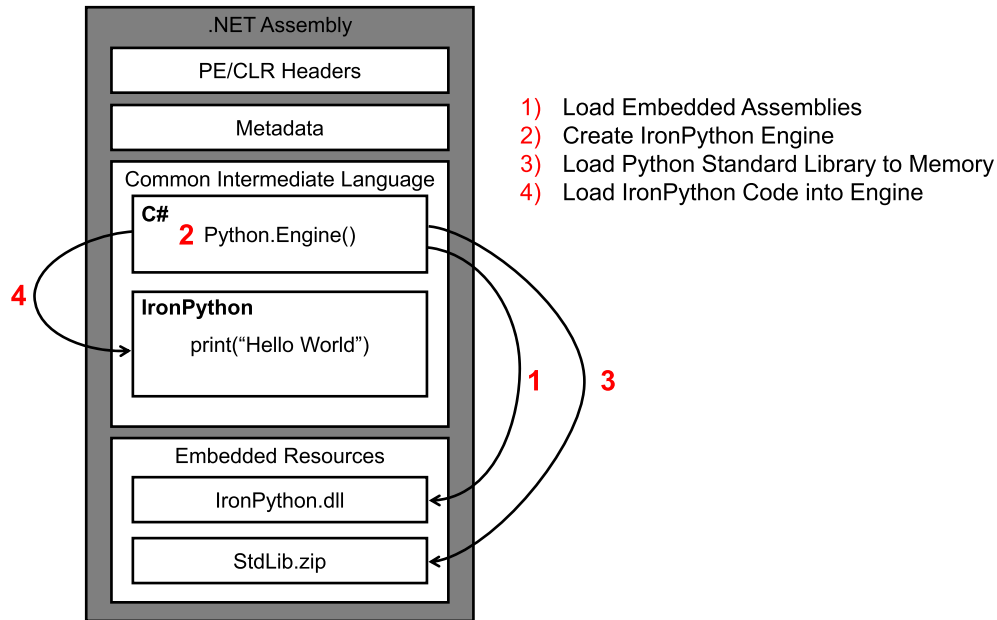 .NET Assembly
PE/CLR Headers
Metadata
Common Intermediate Language
C#
2 Python.Engine()
4
IronPython
print(“Hello World”)
1
3
Embedded Resources
IronPython.dll
StdLib.zip
1) Load Embedded Assemblies
2) Create IronPython Engine
3) Load Python Standard Library to Memory
4) Load IronPython Code into Engine